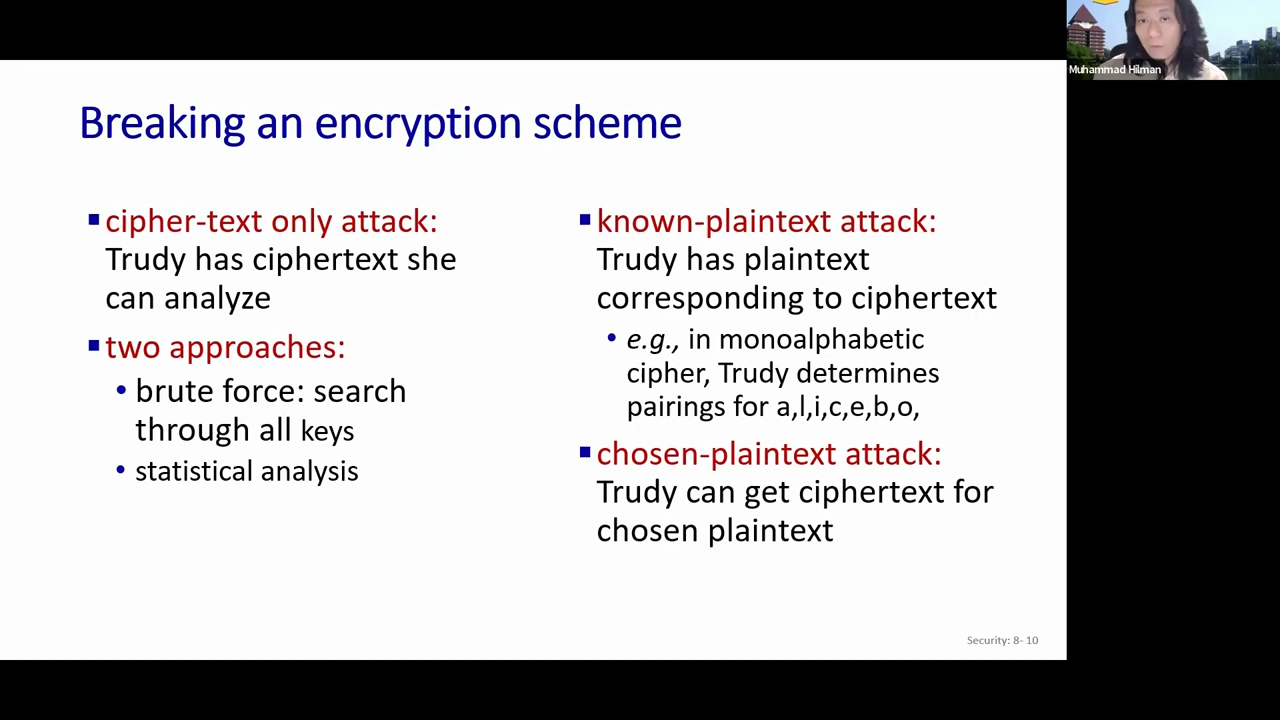 Muhammad Hilman
Breaking an encryption scheme
▪cipher-text only attack:
Trudy has ciphertext she
can analyze
▪two approaches:
• brute force: search
through all keys
• statistical analysis
▪known-plaintext attack:
Trudy has plaintext
corresponding to ciphertext
• e.g., in monoalphabetic
cipher, Trudy determines
pairings for a,l,i,c,e,b,o,
▪chosen-plaintext attack:
Trudy can get ciphertext for
chosen plaintext
Security: 8- 10